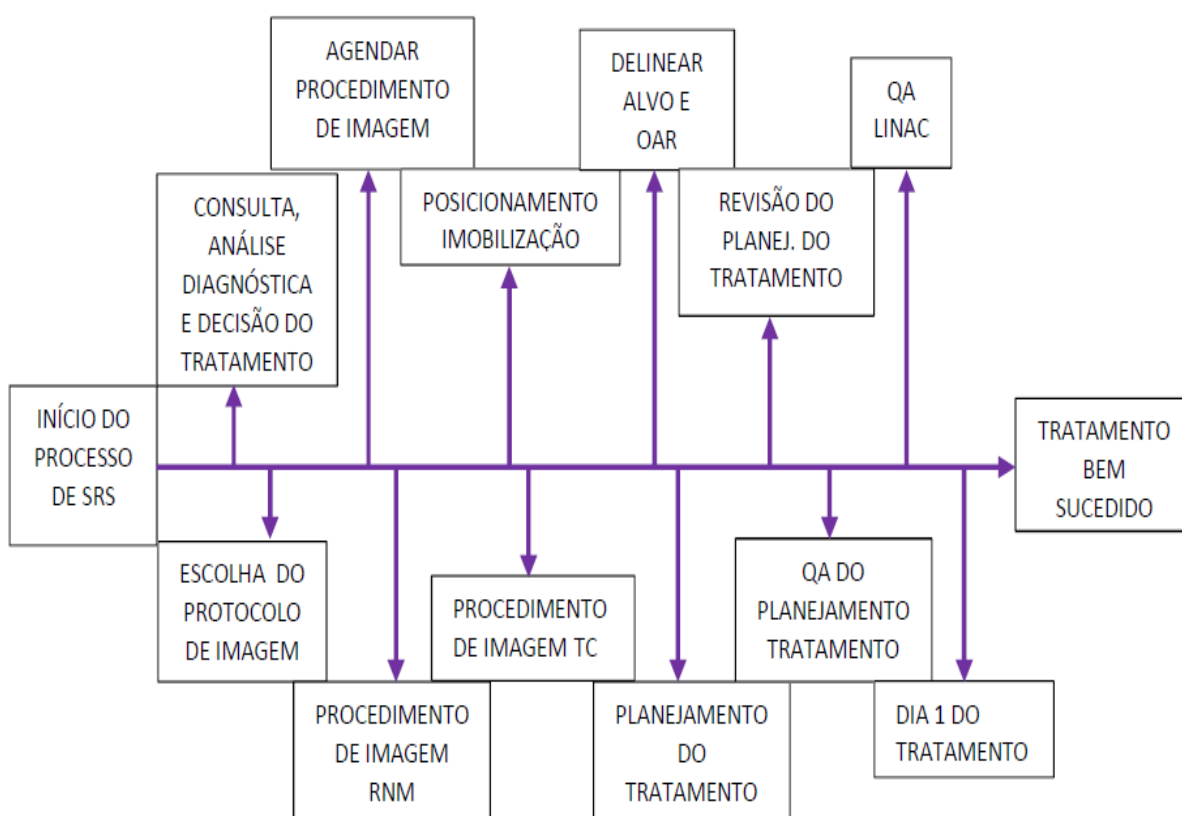 AGENDAR
PROCEDIMENTO
DE IMAGEM
DELINEAR
ALVO E
OAR
QA
LINAC
CONSULTA,
ANÁLISE
DIAGNÓSTICA
E DECISÃO DO
TRATAMENTO
POSICIONAMENTO
IMOBILIZAÇÃO
REVISÃO DO
PLANEJ. DO
TRATAMENTO
INÍCIO DO
PROCESSO
DE SRS
TRATAMENTO
BEM
SUCEDIDO
ESCOLHA DO
PROTOCOLO
DE IMAGEM
PROCEDIMENTO
DE IMAGEM TC
QA DO
PLANEJAMENTO
TRATAMENTO
PROCEDIMENTO
DE IMAGEM
RNM
PLANEJAMENTO
DO
TRATAMENTO
DIA 1 DO
TRATAMENTO